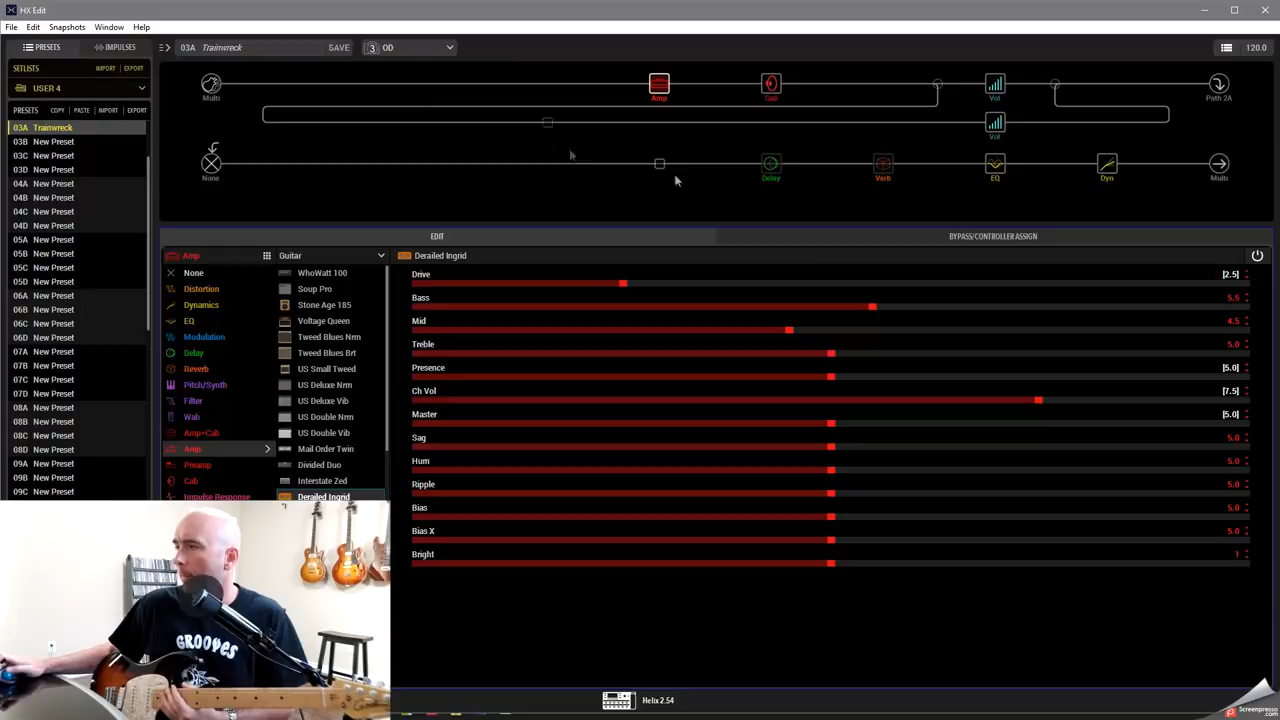 HX Edit
File Edit Snapshots Window Help
PRESETS IMPULSES 03A Trainwreck SAVE 3 OD 120.0
SETLISTS IMPORT EXPORT
USER 4
PRESETS COPY PASTE IMPORT EXPORT
03A Trainwreck
03B New Preset
03C New Preset
03D New Preset
04A New Preset
04B New Preset
04C New Preset
04D New Preset
05A New Preset
05B New Preset
05C New Preset
05D New Preset
06A New Preset
06B New Preset
06C New Preset
06D New Preset
07A New Preset
07B New Preset
07C New Preset
07D New Preset
08A New Preset
08B New Preset
08C New Preset
08D New Preset
09A New Preset
09B New Preset
09C New Preset
Multi Amp Cab Vol Path 2A
Vol
None Delay Verb EQ Dyn Multi
EDIT BYPASS/CONTROLLER ASSIGN
Amp Guitar Derailed Ingrid
None
Distortion
Dynamics
EQ
Modulation
Delay
Reverb
Pitch/Synth
Filter
Wah
Amp+Cab
Amp
Preamp
Cab
Impulse Response
WhoWatt 100
Soup Pro
Stone Age 185
Voltage Queen
Tweed Blues Nrm
Tweed Blues Brt
US Small Tweed
US Deluxe Nrm
US Deluxe Vib
US Double Nrm
US Double Vib
Mail Order Twin
Divided Duo
Interstate Zed
Derailed Ingrid
Drive [2.5]
Bass 5.5
Mid 4.5
Treble 5.0
Presence [5.0]
Ch Vol [7.5]
Master [5.0]
Sag 5.0
Hum 5.0
Ripple 5.0
Bias 5.0
Bias X 5.0
Bright 1
GROOVES
Helix 2.54
Screenpresso
.com